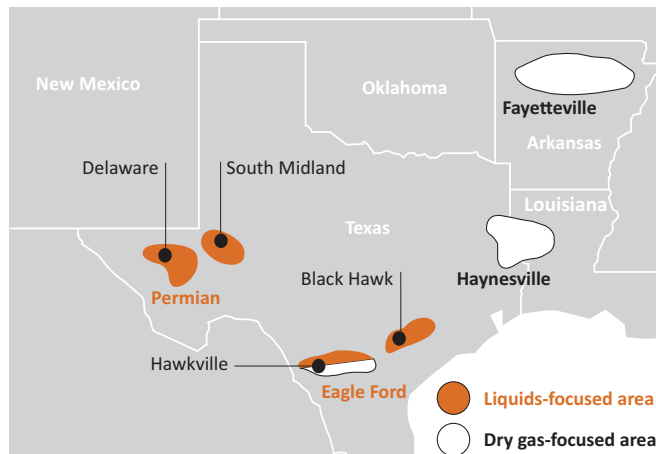 New Mexico
Oklahoma
Fayetteville
Arkansas
Delaware
South Midland
Louisiana
Texas
Permian
Black Hawk
Haynesville
Hawkville
Eagle Ford
Liquids-focused area
Dry gas-focused area